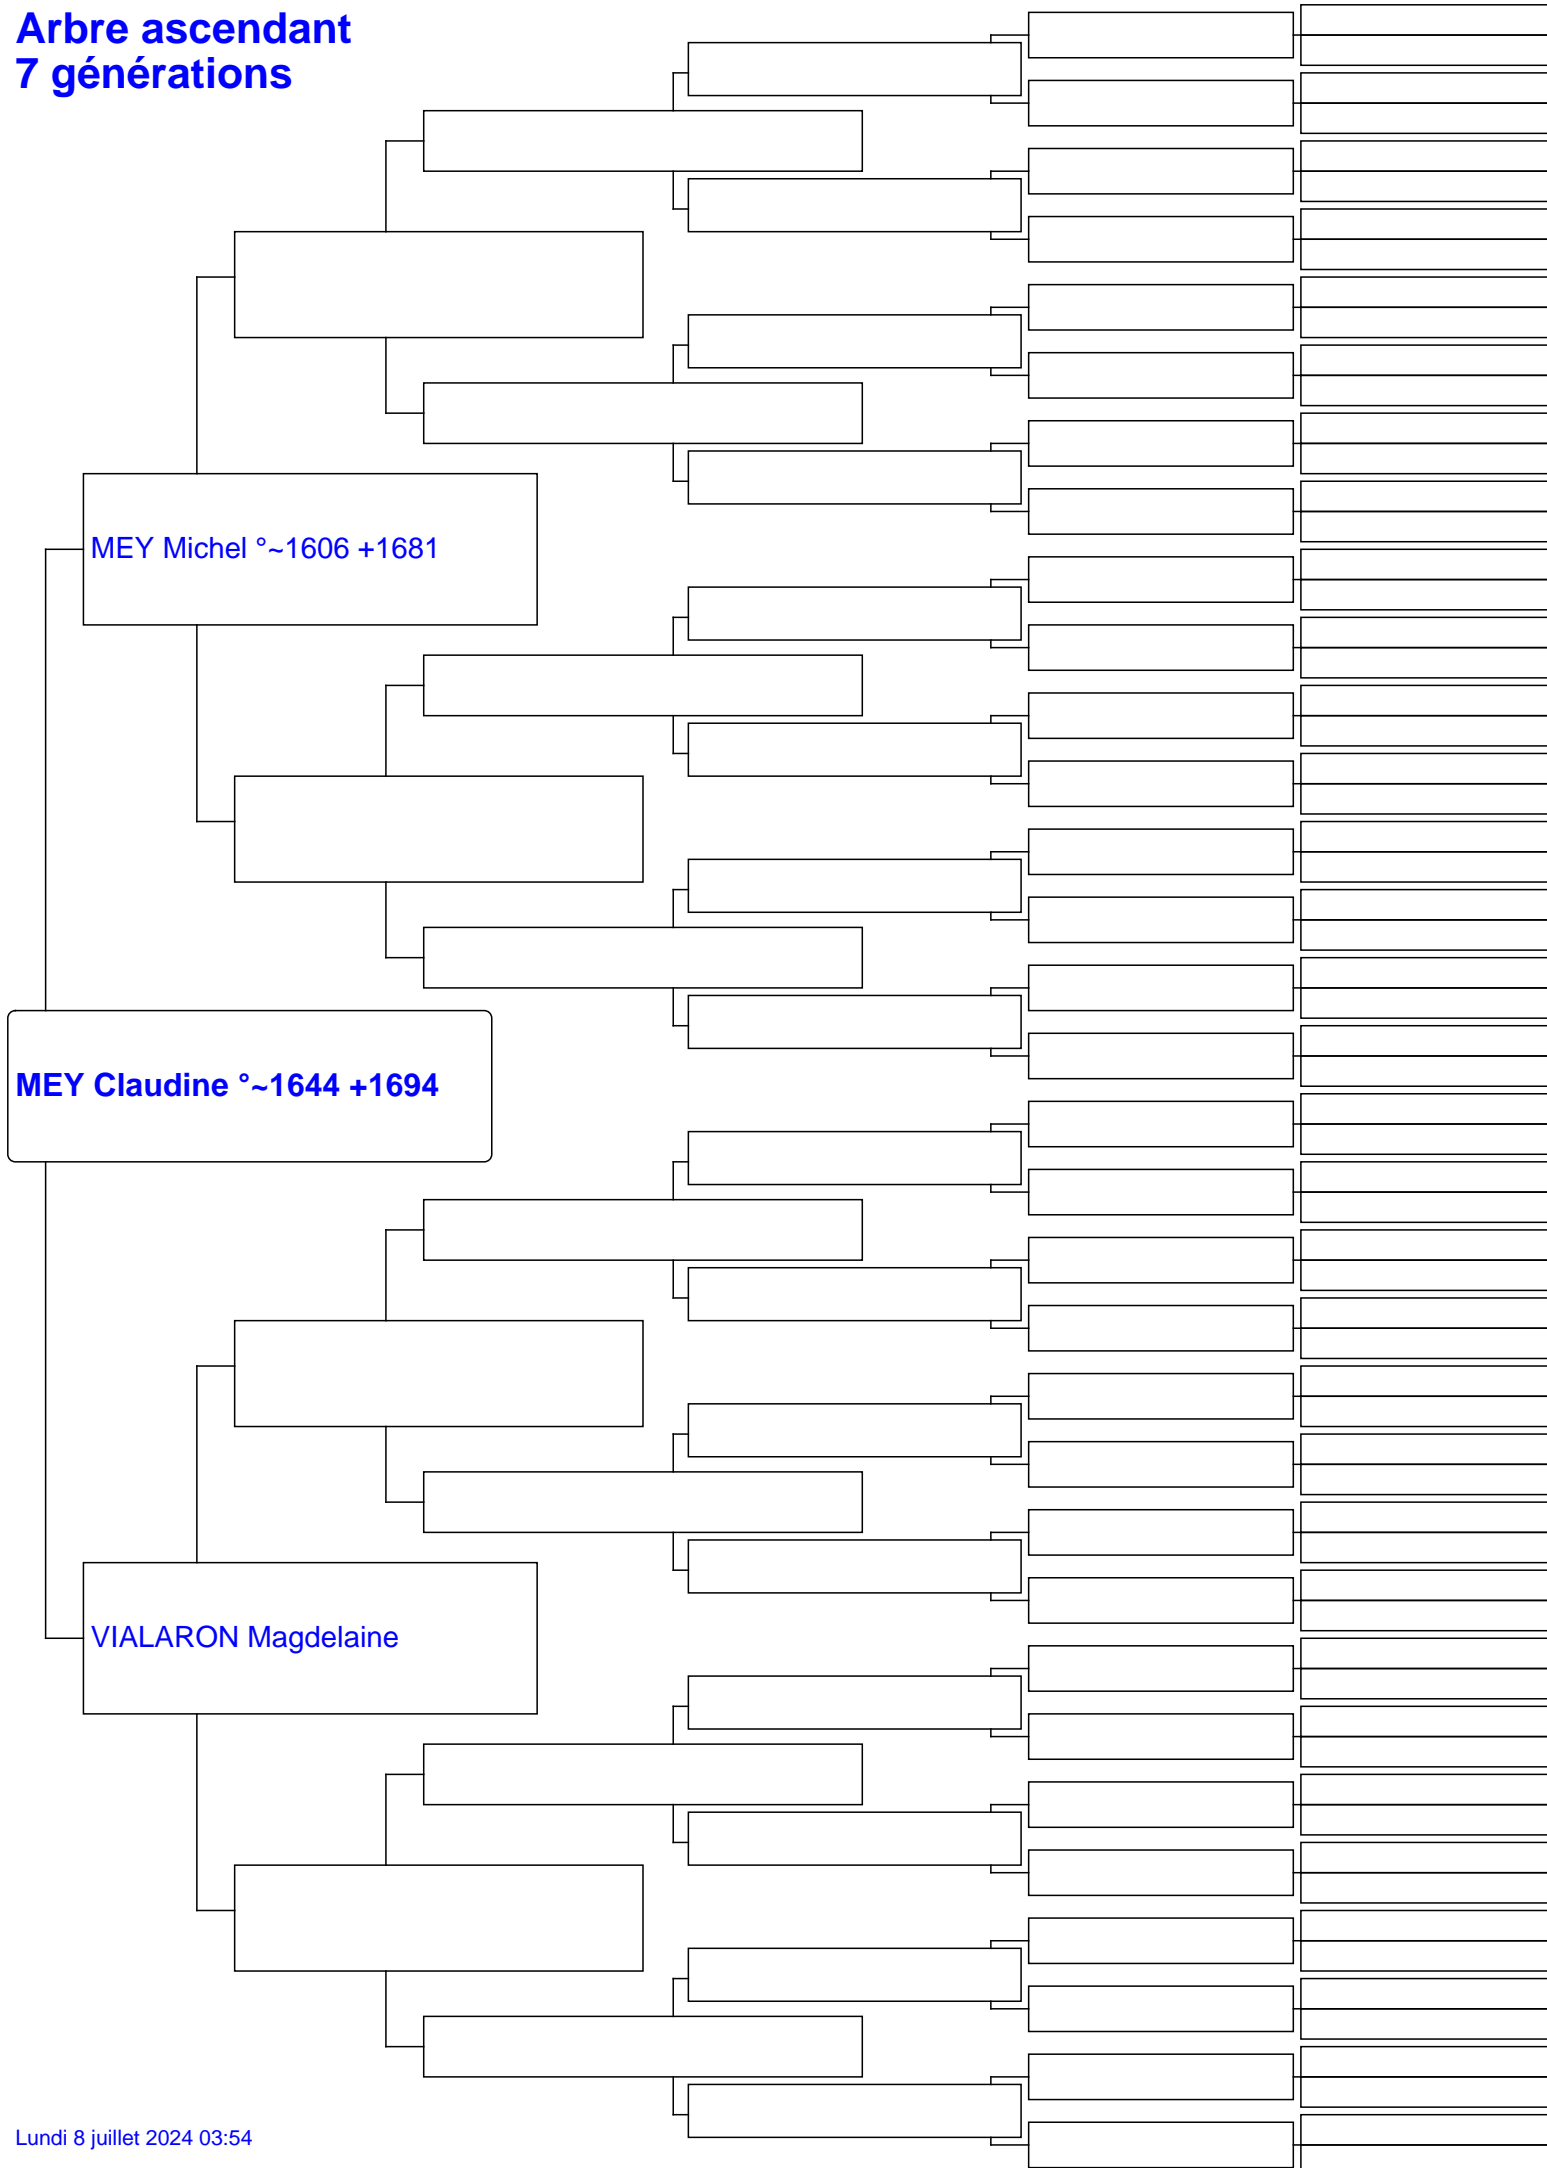 Arbre ascendant
7 générations
MEY Michel °~1606 +1681
MEY Claudine °~1644 +1694
VIALARON Magdelaine
Lundi 8 juillet 2024 03:54